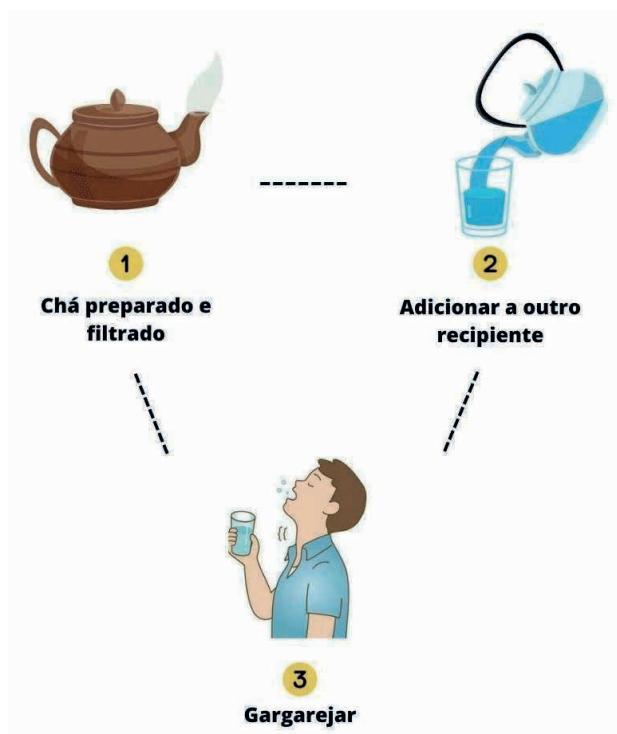 1
Chá preparado e
filtrado
2
Adicionar a outro
recipiente
3
Gargarejar